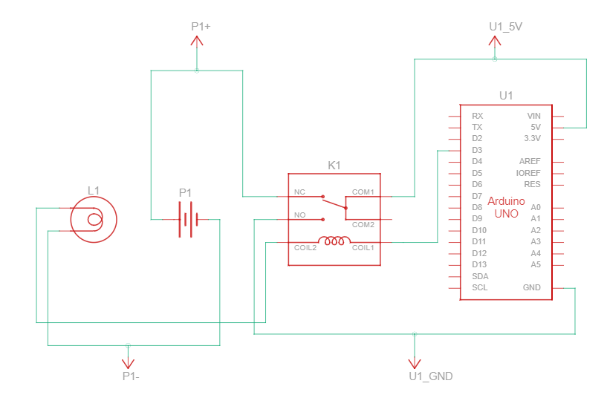 P1+
U1_5V
U1
RX
VIN
TX
5V
D2
3.3V
D3
D4
AREF
D5
IOREF
D6
RES
D7
D8
A0
D9
A1
D10
A2
D11
A3
D12
A4
D13
A5
SDA
SCL
GND
Arduino
UNO
K1
NC
COM1
NO
COM2
COIL2
COIL1
L1
P1
P1-
U1_GND